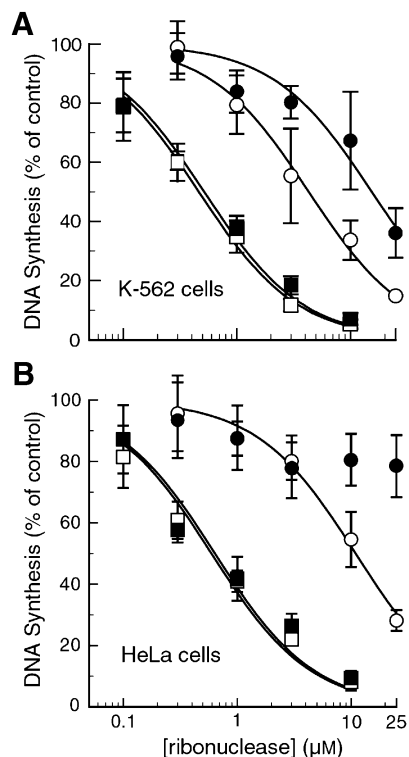 A
DNA Synthesis (% of control)
100
80
60
40
20
0
K-562 cells
B
DNA Synthesis (% of control)
100
80
60
40
20
0
HeLa cells
0.1 1 10 25
[ribonuclease] (μM)